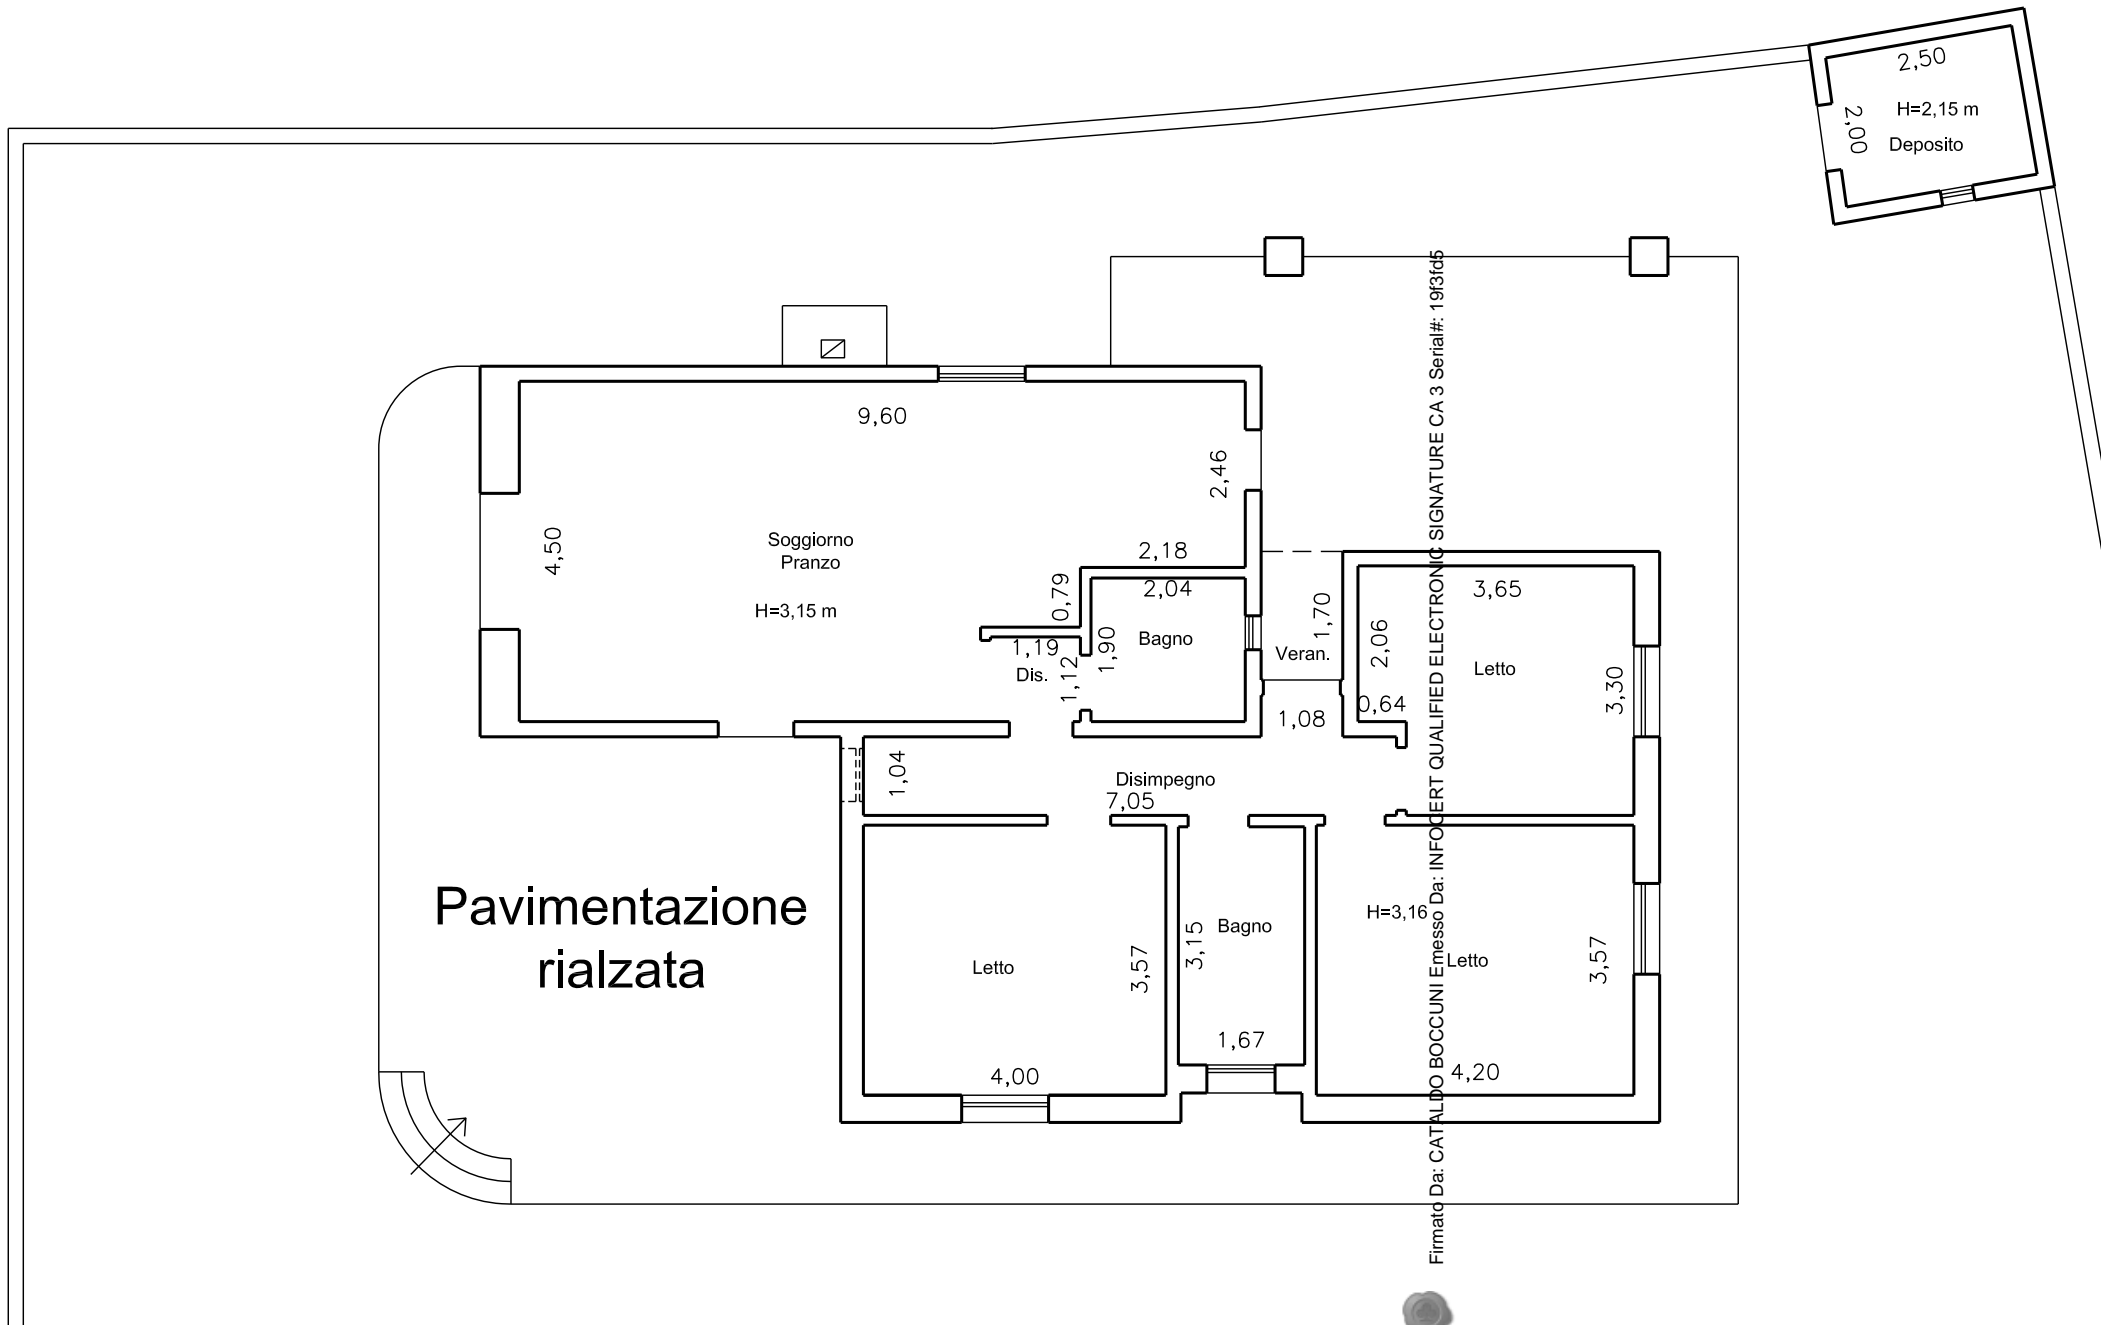 2,50
H=2,15 m
2,00
Deposito
9,60
2,46
4,50
Soggiorno
Pranzo
H=3,15 m
2,18
0,79
2,04
1,90
Bagno
1,19
Dis.
1,12
1,70
Veran.
3,65
2,06
Letto
3,30
0,64
1,08
1,04
Disimpegno
7,05
Pavimentazione
rialzata
Letto
3,57
4,00
3,15
Bagno
1,67
H=3,16
Letto
3,57
4,20
Firmato Da: CATALDO BOCCUNI Emesso Da: INFOCERT QUALIFIED ELECTRONIC SIGNATURE CA 3 Serial#: 19f3fd5